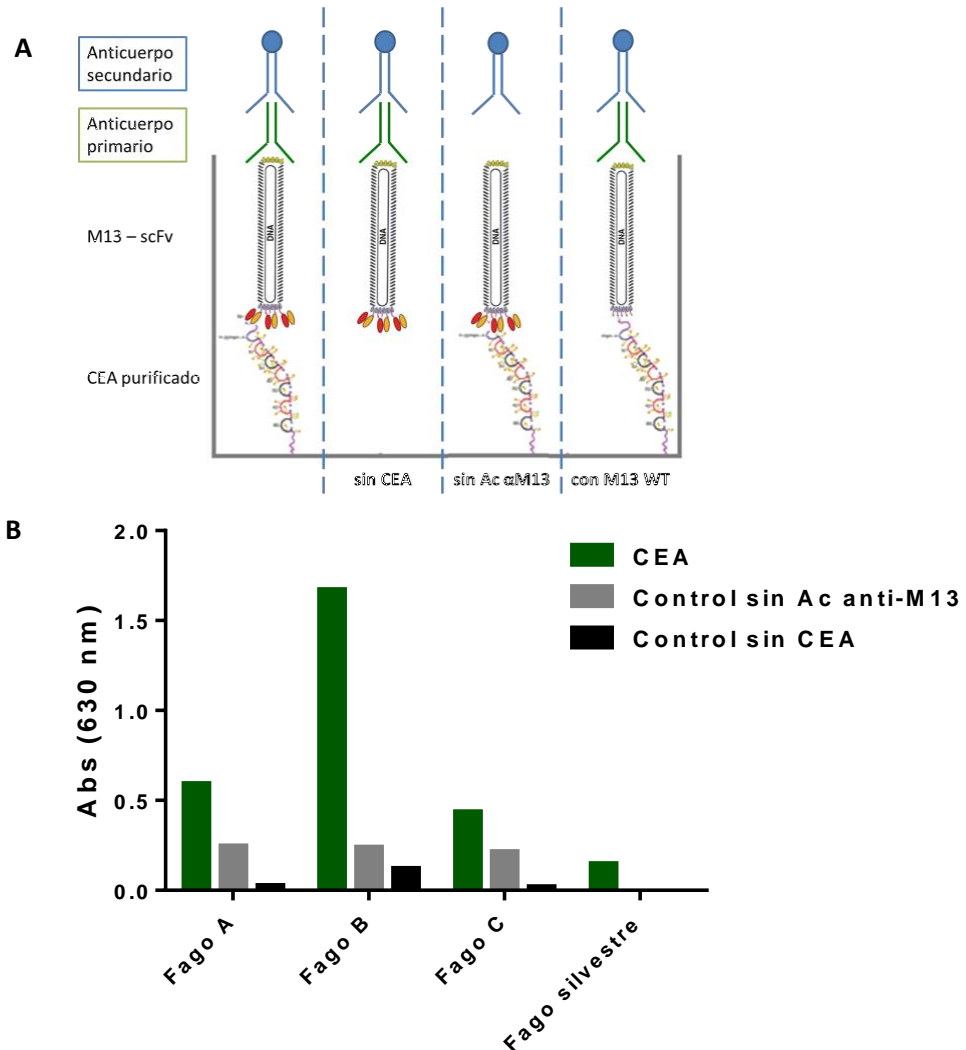 A
Anticuerpo
secundario
Anticuerpo
primario
M13 – scFv
DNA
DNA
DNA
DNA
CEA purificado
sin CEA
sin Ac αM13
con M13 WT
B
2.0
1.5
1.0
0.5
0.0
Abs (630 nm)
CEA
Control sin Ac anti-M13
Control sin CEA
Fago A
Fago B
Fago C
Fago silvestre